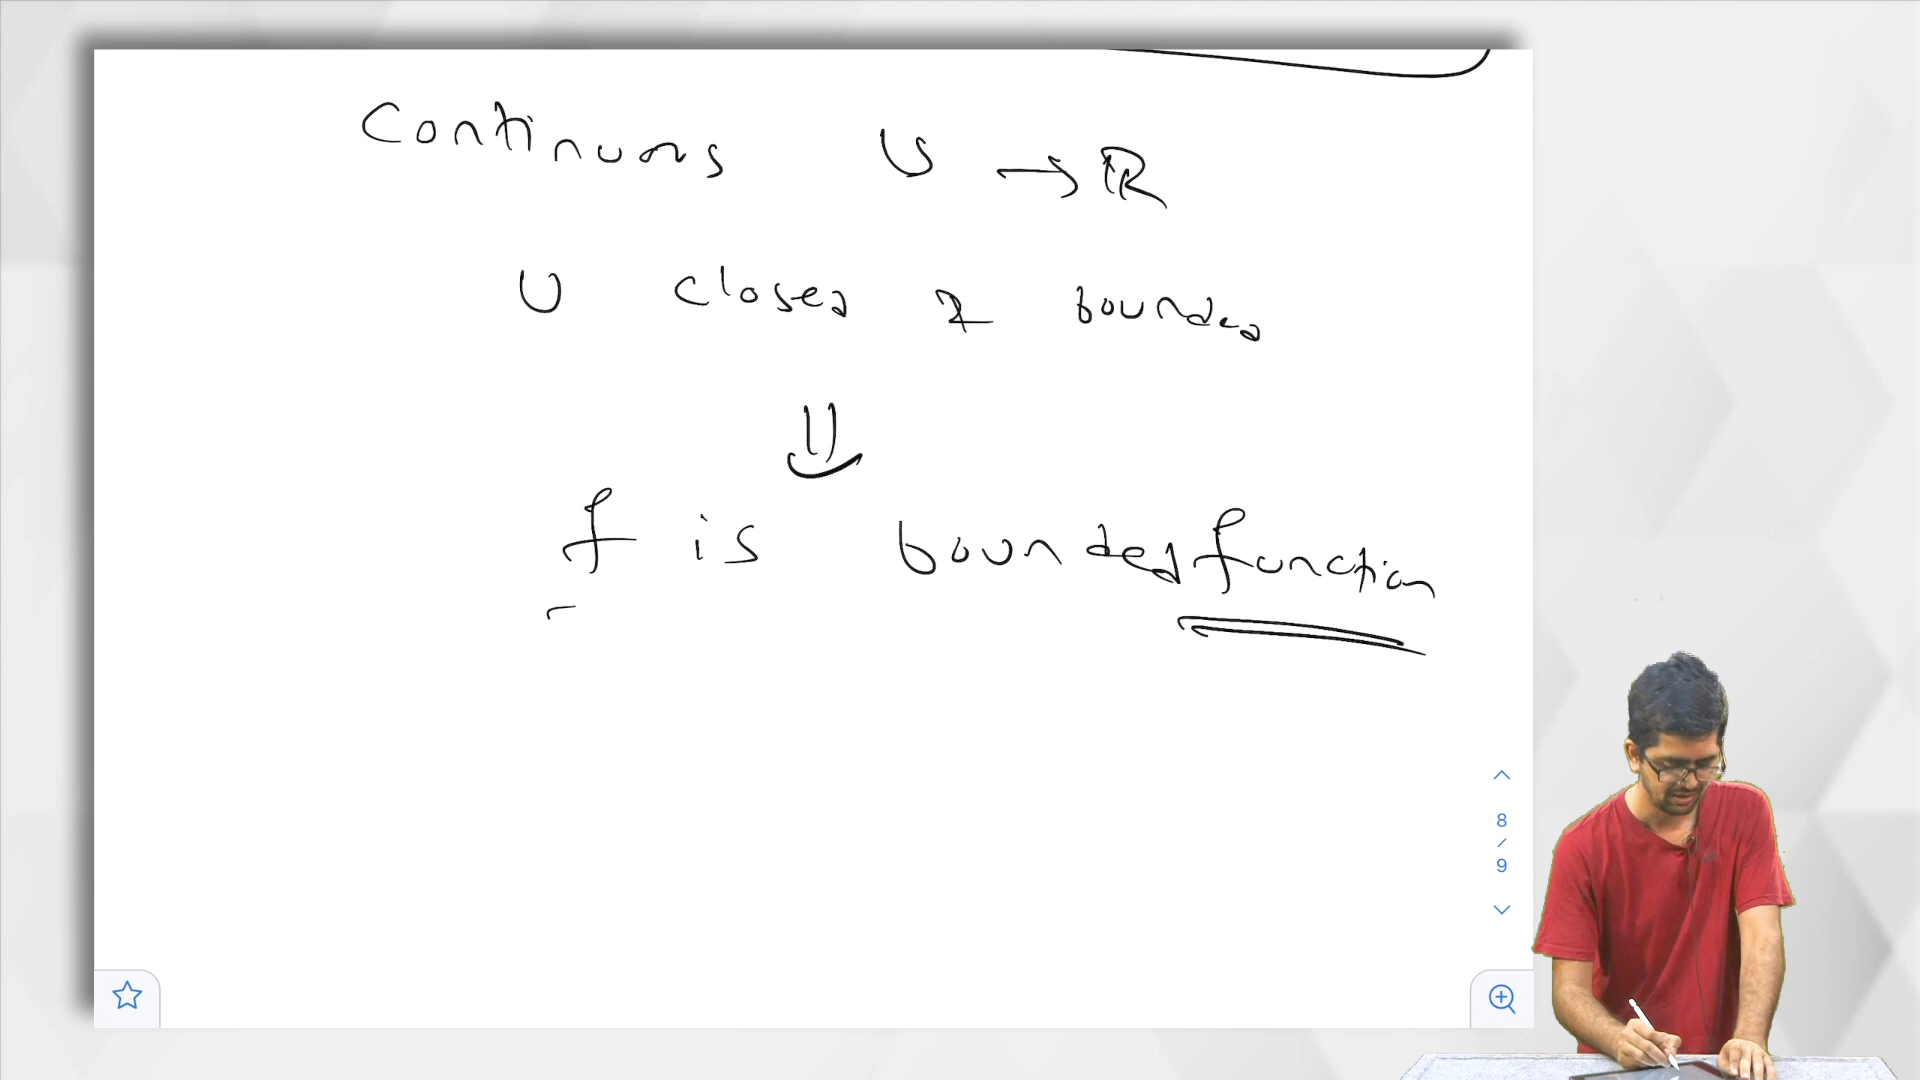 Continuous U → ℝ
U closed & bounded
⇓
f is bounded function
8
/
9